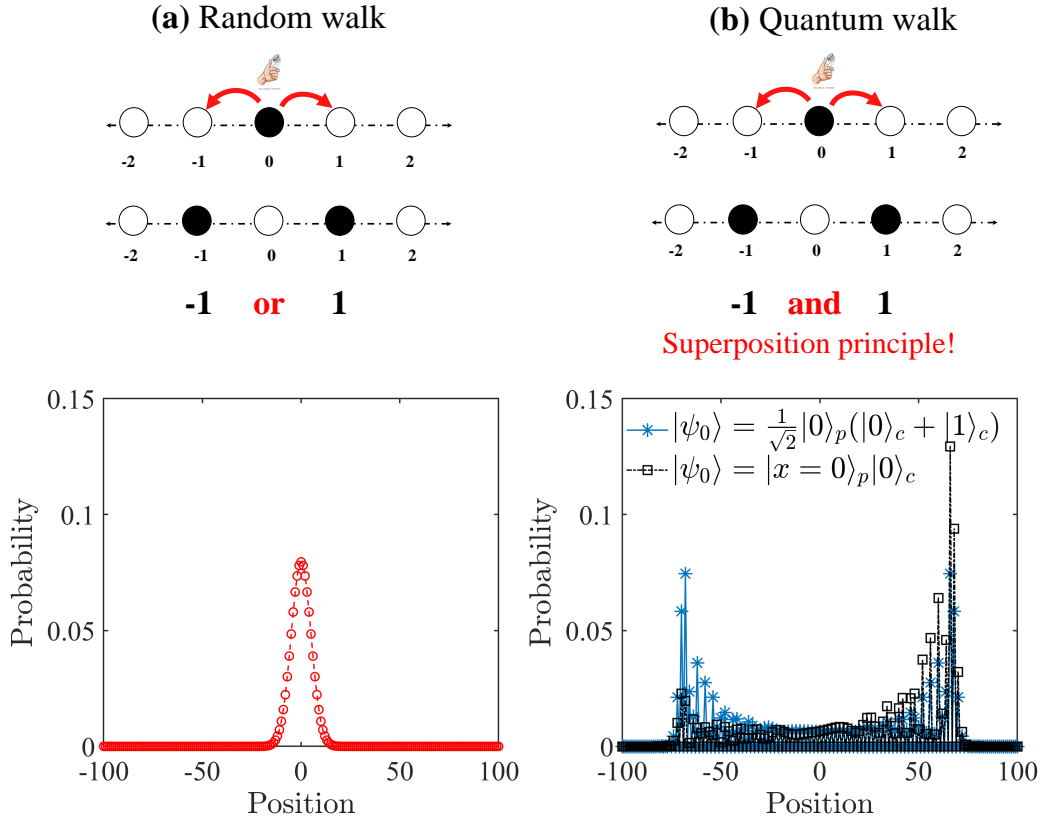 (a) Random walk
-2 -1 0 1 2
-2 -1 0 1 2
-1 or 1
0.15
0.1
0.05
0
Probability
-100 -50 0 50 100
Position
(b) Quantum walk
-2 -1 0 1 2
-2 -1 0 1 2
-1 and 1
Superposition principle!
|ψ₀⟩ = 1/√2 |0⟩ₚ(|0⟩c + |1⟩c)
|ψ₀⟩ = |x = 0⟩ₚ|0⟩c
0.15
0.1
0.05
0
Probability
-100 -50 0 50 100
Position